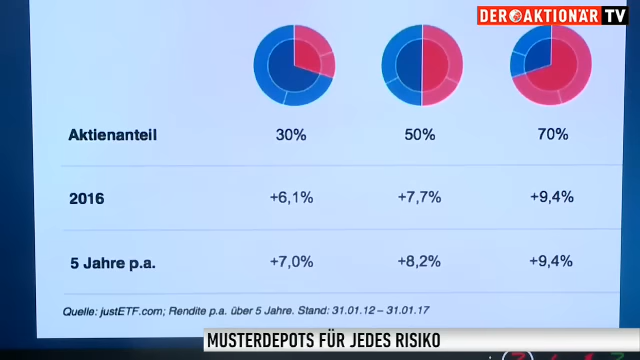 DER AKTIONÄR TV
Aktienanteil 30% 50% 70%
2016 +6,1% +7,7% +9,4%
5 Jahre p.a. +7,0% +8,2% +9,4%
Quelle: justETF.com; Rendite p.a. über 5 Jahre. Stand: 31.01.12 – 31.01.17
MUSTERDEPOTS FÜR JEDES RISIKO